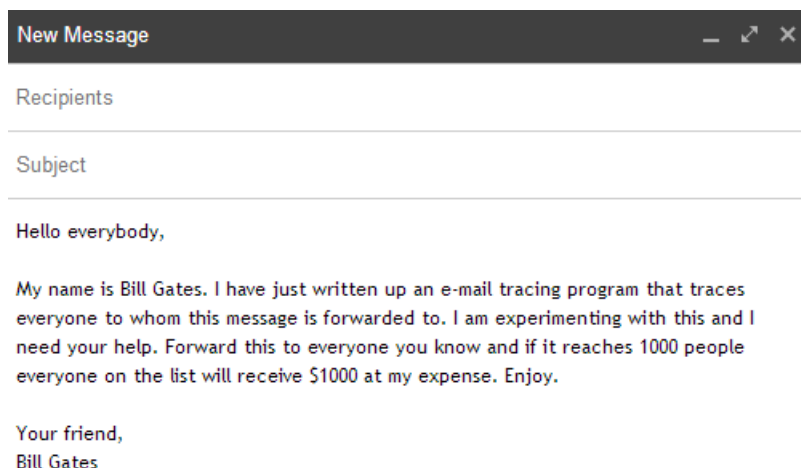 New Message
Recipients
Subject
Hello everybody,
My name is Bill Gates. I have just written up an e-mail tracing program that traces
everyone to whom this message is forwarded to. I am experimenting with this and I
need your help. Forward this to everyone you know and if it reaches 1000 people
everyone on the list will receive $1000 at my expense. Enjoy.
Your friend,
Bill Gates